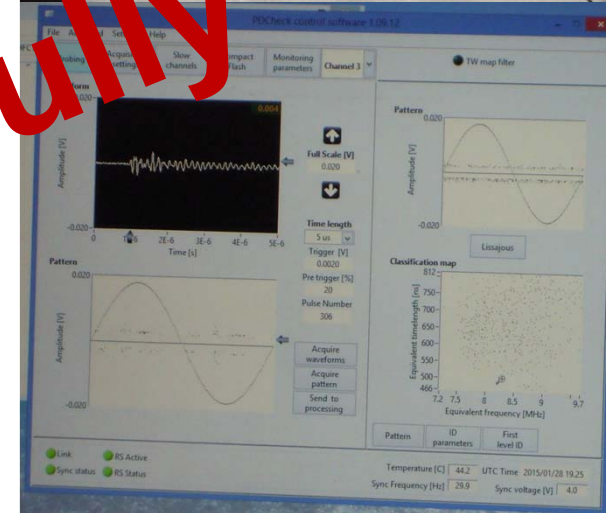 ully
PDCheck control software 1.09.12
File
Help
Probing
Slow channels
Compact Flash
Monitoring parameters
Channel 3
TW map filter
0.020
0.004
Amplitude [V]
-0.020
0 1E-6 3E-6 4E-6 5E-6
Time [s]
Full Scale [V]
0.020
Time length
5 us
Trigger [V]
0.0020
Pre trigger [%]
20
Pulse Number
306
Acquire waveforms
Acquire pattern
Send to processing
Pattern
0.020
Amplitude [V]
-0.020
Pattern
0.020
Amplitude [V]
-0.020
Lissajous
Classification map
812
750
700
650
600
550
500
466
Equivalent timelength [ns]
7.2 7.5 8 8.5 9 9.7
Equivalent frequency [MHz]
Pattern
ID parameters
First level ID
Link
RS Active
Sync status
RS Status
Temperature [C] 44.2 UTC Time 2015/01/28 19.25
Sync Frequency [Hz] 29.9 Sync voltage [V] 4.0